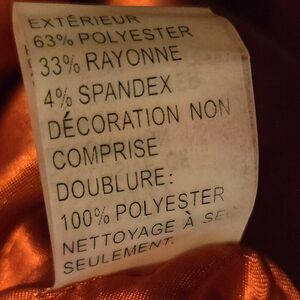 EXTÉRIEUR
63% POLYESTER
33% RAYONNE
4% SPANDEX
DÉCORATION NON
COMPRISE
DOUBLURE:
100% POLYESTER
NETTOYAGE À SEC
SEULEMENT.